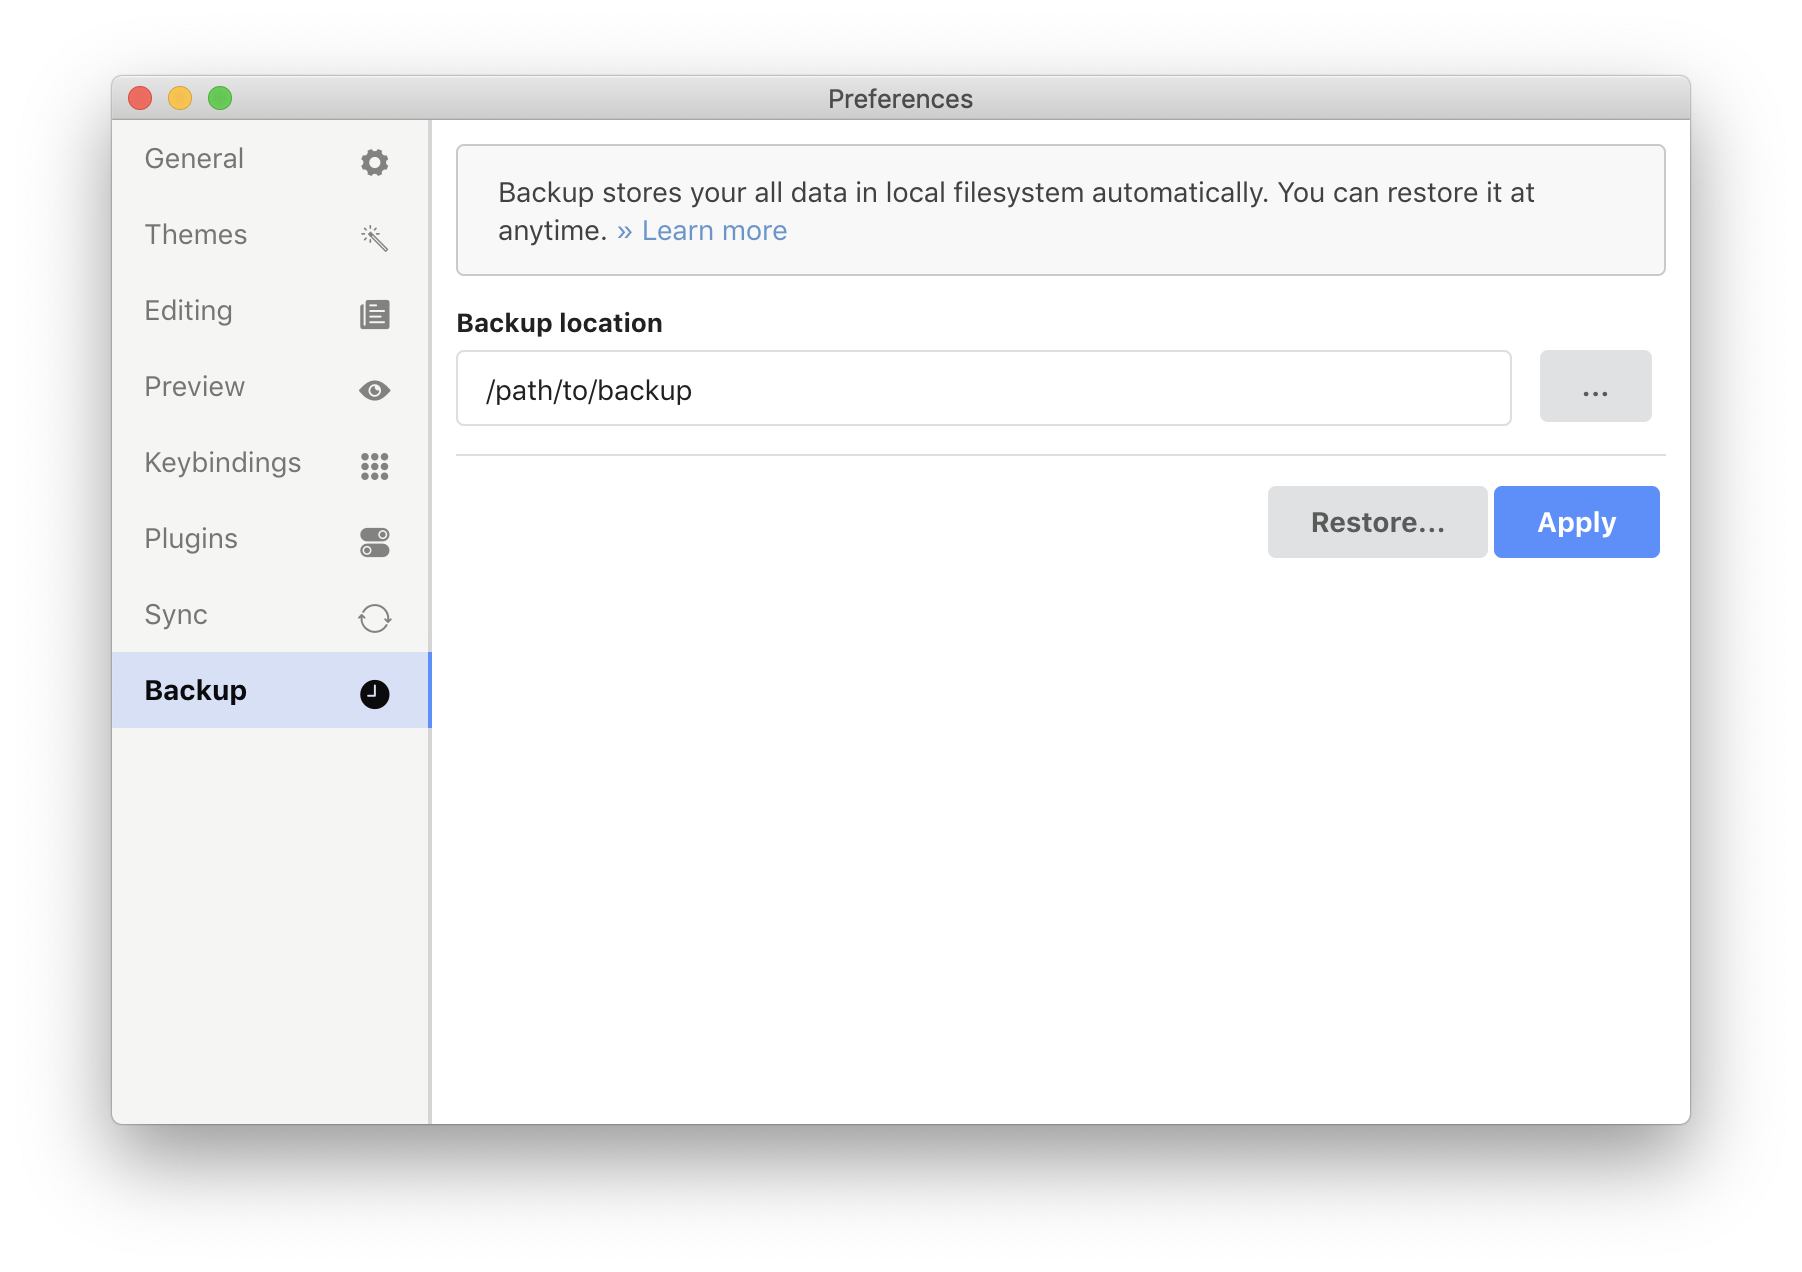 Preferences
General
Themes
Editing
Preview
Keybindings
Plugins
Sync
Backup
Backup stores your all data in local filesystem automatically. You can restore it at
anytime. » Learn more
Backup location
/path/to/backup
...
Restore...
Apply